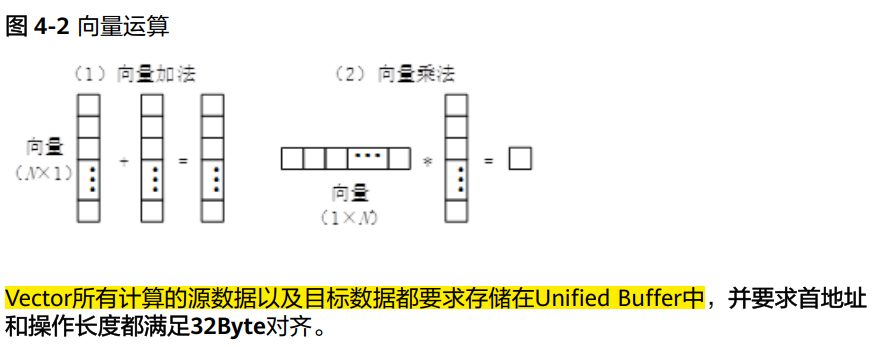 图 4-2 向量运算
(1) 向量加法
(2) 向量乘法
向量
(N×1)
+
=
*
=
向量
(1×N)
Vector所有计算的源数据以及目标数据都要求存储在Unified Buffer中，并要求首地址
和操作长度都满足32Byte对齐。